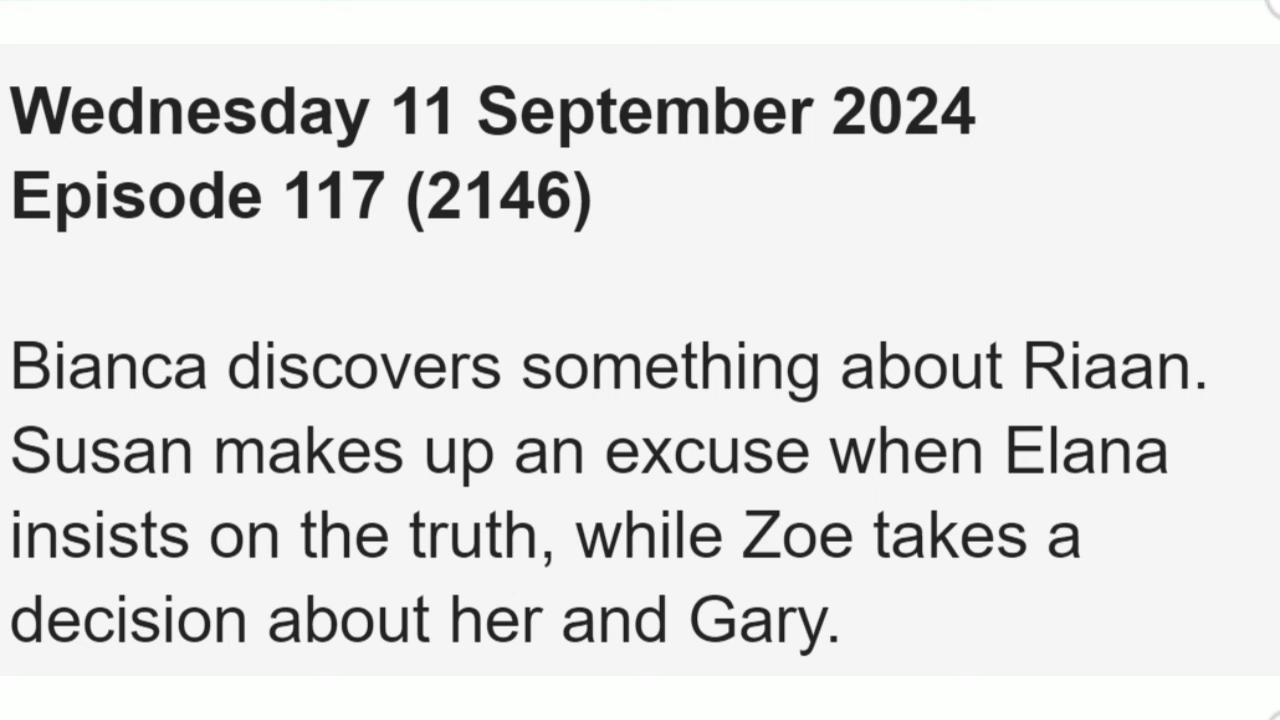 Wednesday 11 September 2024
Episode 117 (2146)
Bianca discovers something about Riaan.
Susan makes up an excuse when Elana
insists on the truth, while Zoe takes a
decision about her and Gary.